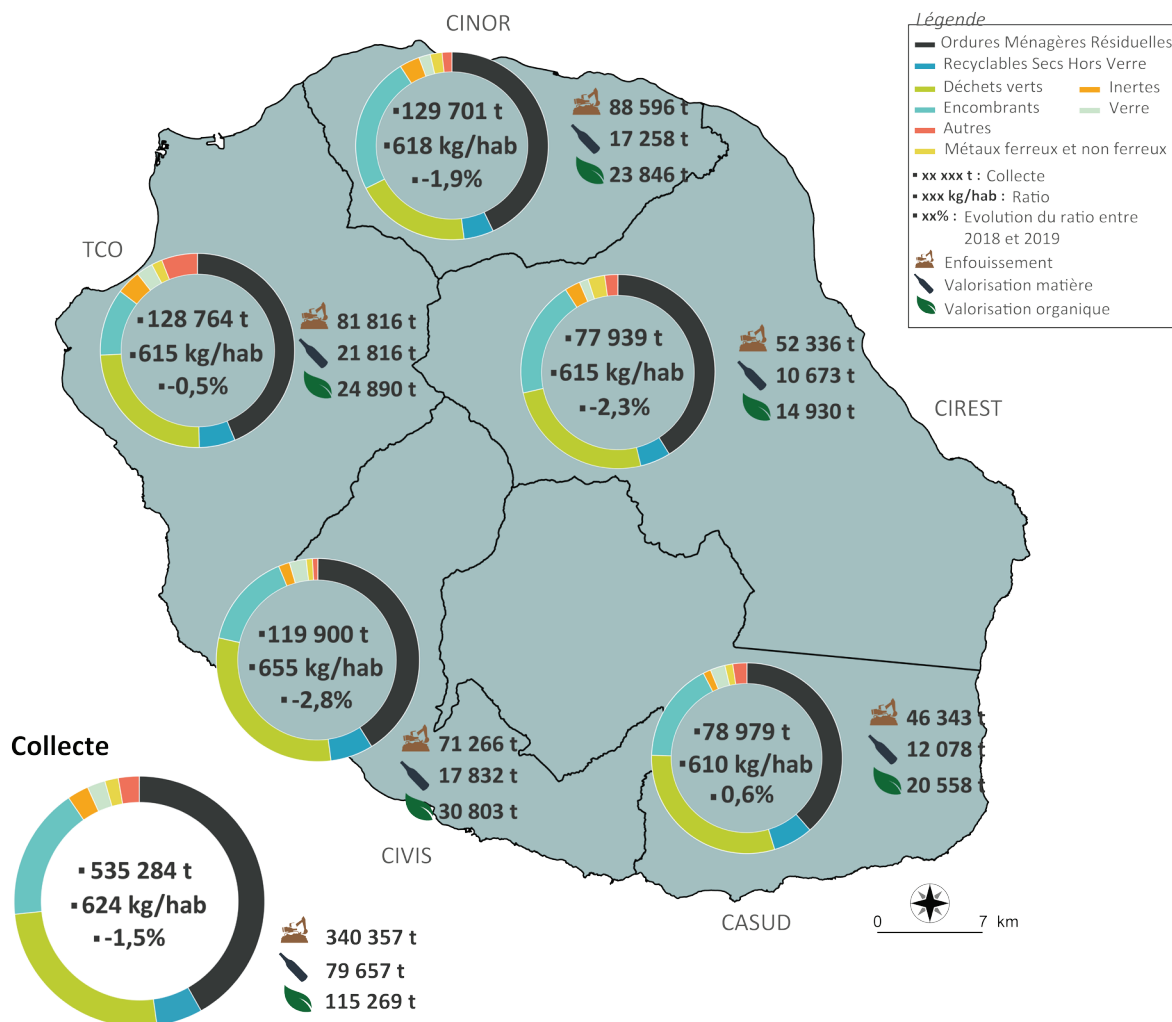 CINOR
▪129 701 t
▪618 kg/hab
▪-1,9%
88 596 t
17 258 t
23 846 t
Légende
Ordures Ménagères Résiduelles
Recyclables Secs Hors Verre
Déchets verts
Inertes
Encombrants
Verre
Autres
Métaux ferreux et non ferreux
▪ xx xxx t : Collecte
▪ xxx kg/hab : Ratio
▪ xx% : Evolution du ratio entre
2018 et 2019
Enfouissement
Valorisation matière
Valorisation organique
TCO
▪128 764 t
▪615 kg/hab
▪-0,5%
81 816 t
21 816 t
24 890 t
▪77 939 t
▪615 kg/hab
▪-2,3%
52 336 t
10 673 t
14 930 t
CIREST
▪119 900 t
▪655 kg/hab
▪-2,8%
71 266 t
17 832 t
30 803 t
CIVIS
▪78 979 t
▪610 kg/hab
▪0,6%
46 343 t
12 078 t
20 558 t
CASUD
0 7 km
Collecte
▪535 284 t
▪624 kg/hab
▪-1,5%
340 357 t
79 657 t
115 269 t